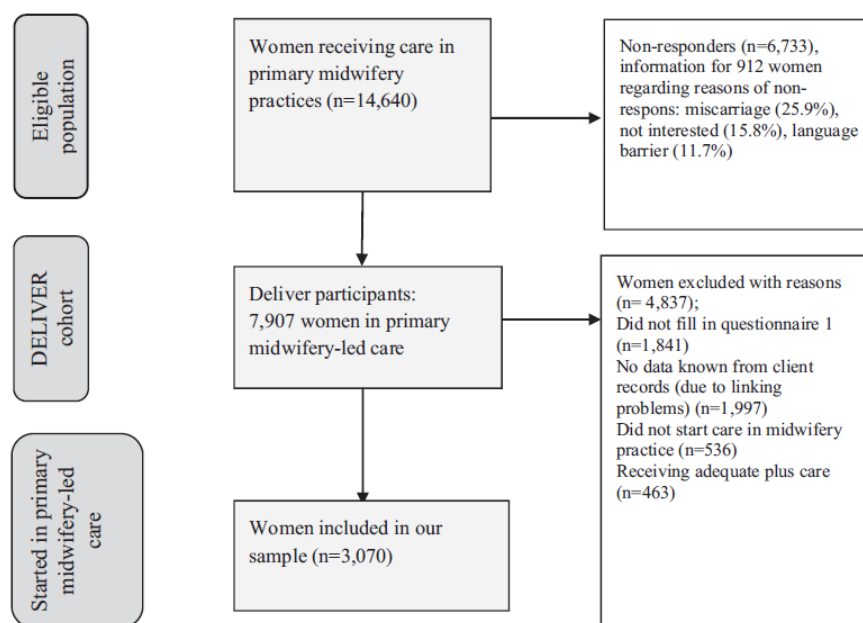 Eligible
population
Women receiving care in
primary midwifery
practices (n=14,640)
Non-responders (n=6,733),
information for 912 women
regarding reasons of non-
respons: miscarriage (25.9%),
not interested (15.8%), language
barrier (11.7%)
DELIVER
cohort
Deliver participants:
7,907 women in primary
midwifery-led care
Women excluded with reasons
(n= 4,837);
Did not fill in questionnaire 1
(n=1,841)
No data known from client
records (due to linking
problems) (n=1,997)
Did not start care in midwifery
practice (n=536)
Receiving adequate plus care
(n=463)
Started in primary
midwifery-led
care
Women included in our
sample (n=3,070)